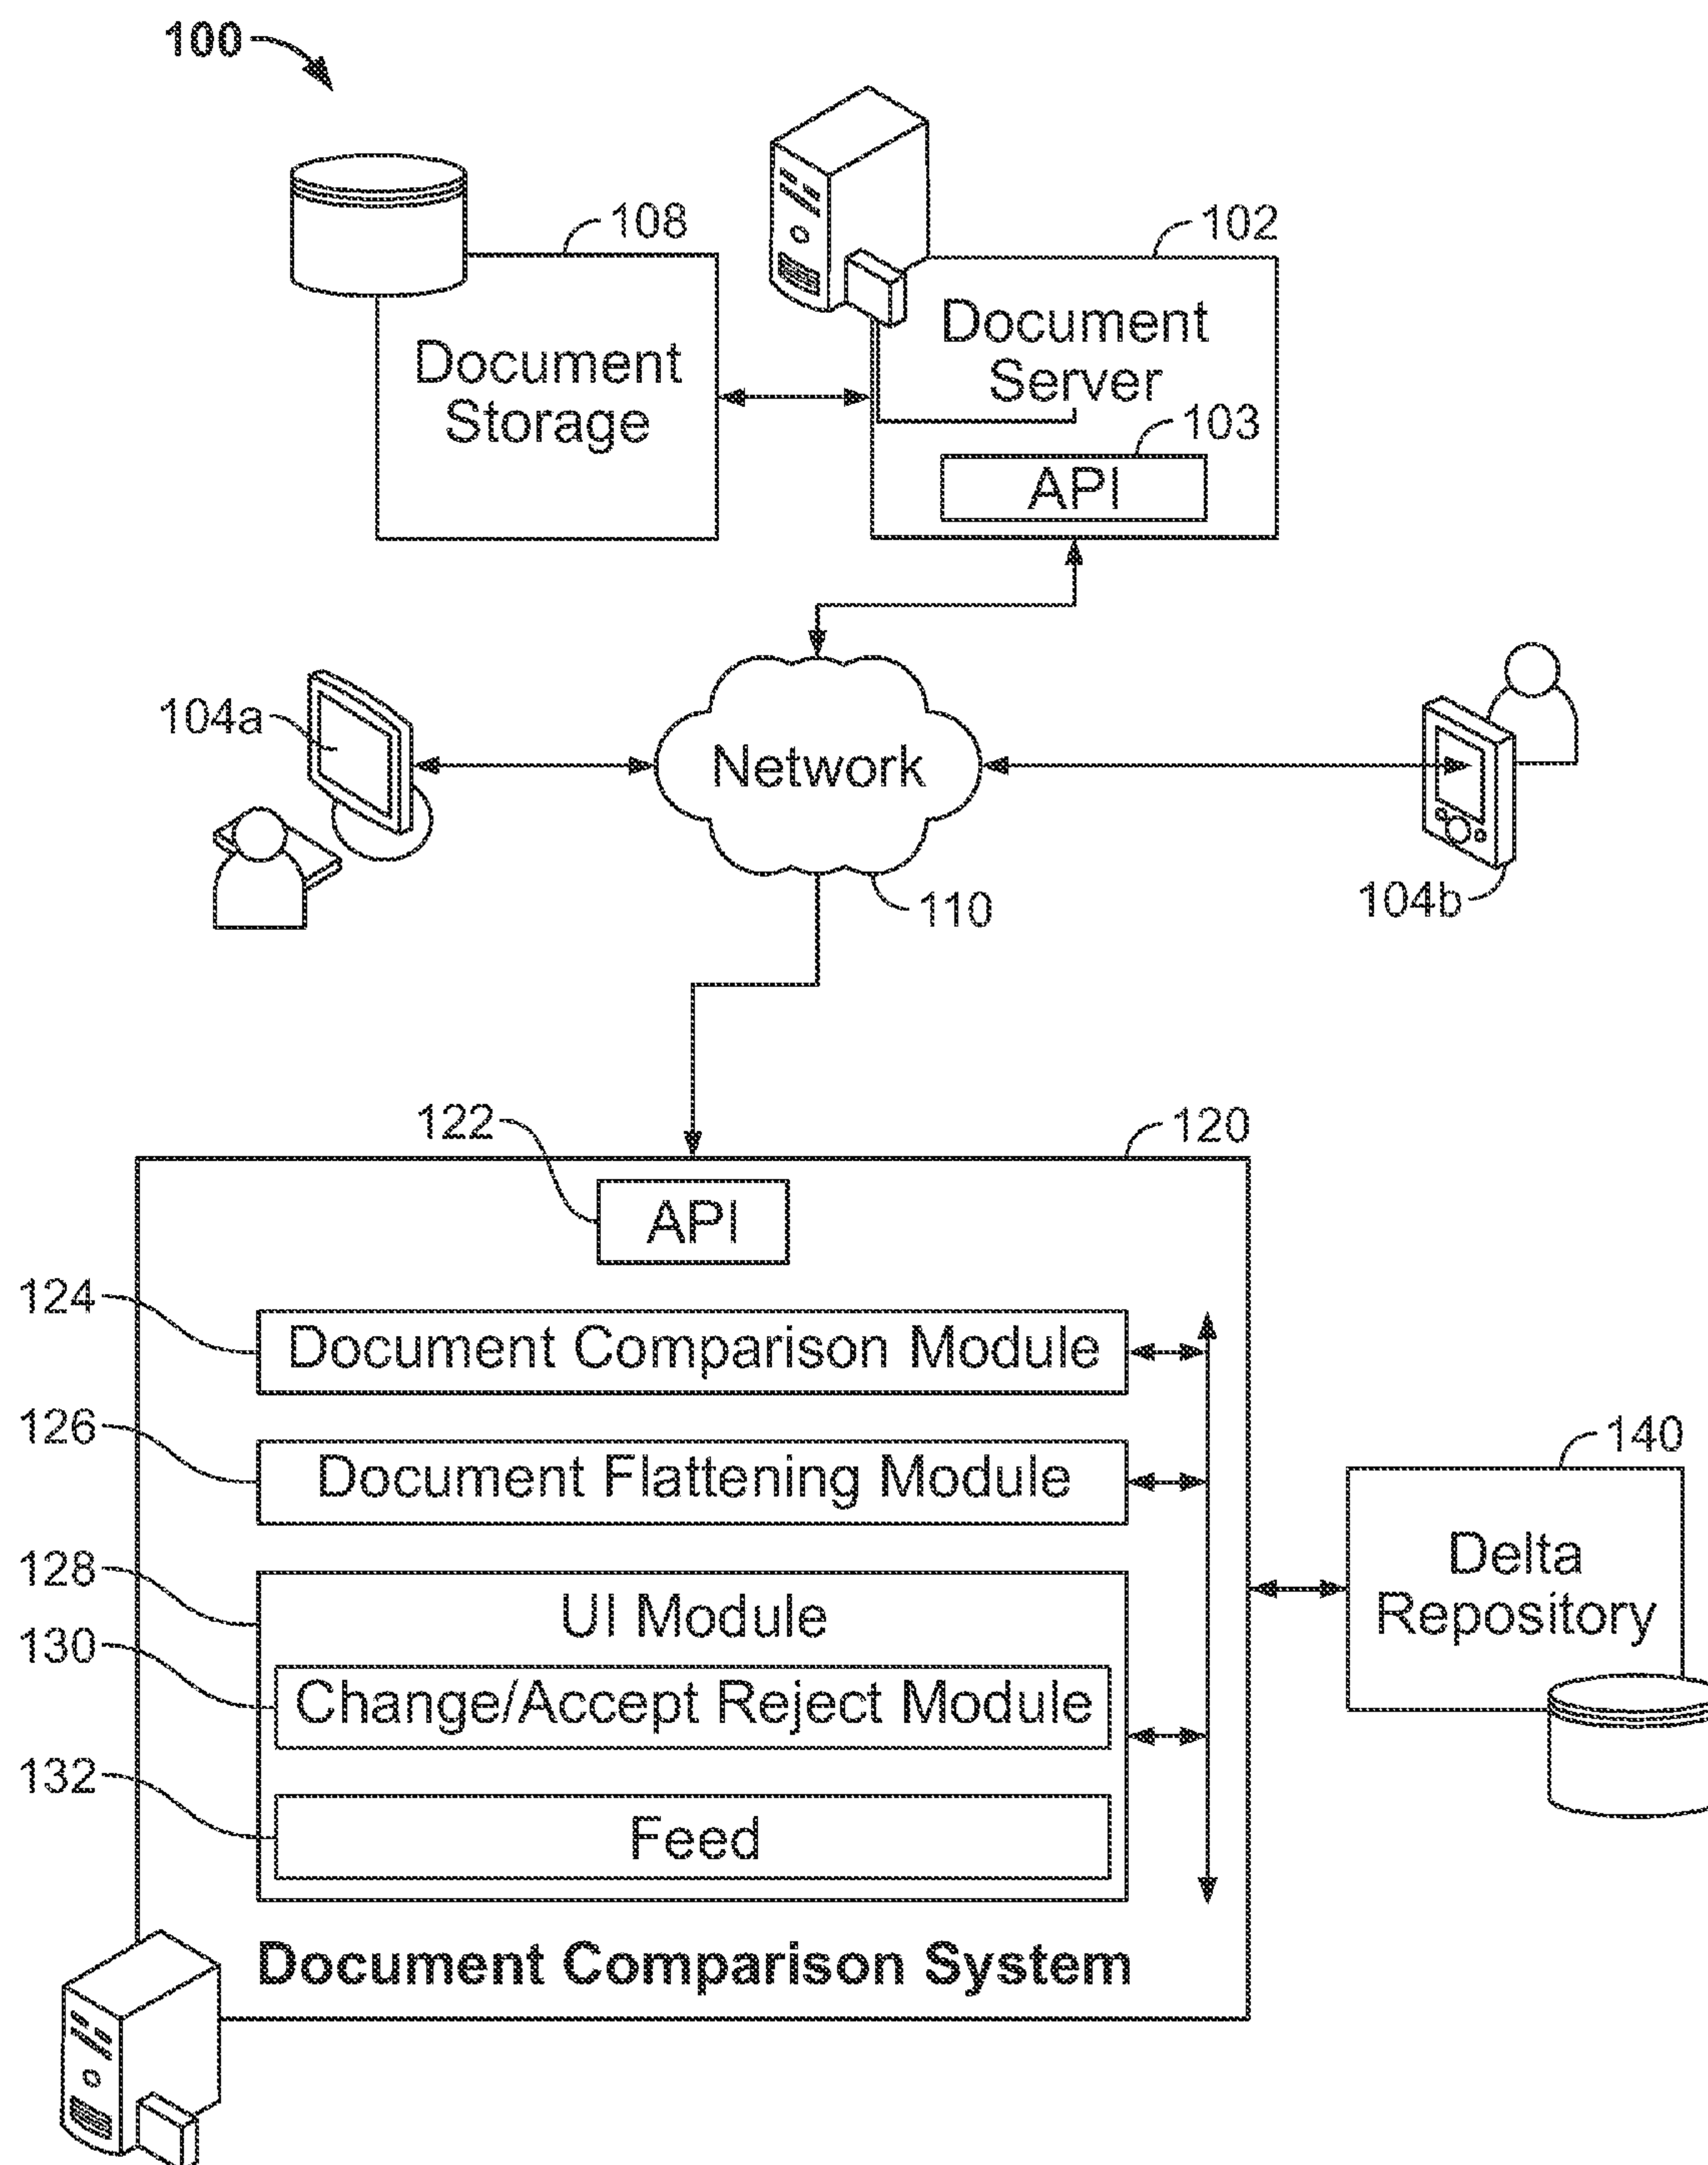 100
108
102
Document
Storage
Document
Server
103
API
104a
Network
104b
110
122
120
API
124
Document Comparison Module
126
Document Flattening Module
140
128
UI Module
Delta
Repository
130
Change/Accept Reject Module
132
Feed
Document Comparison System